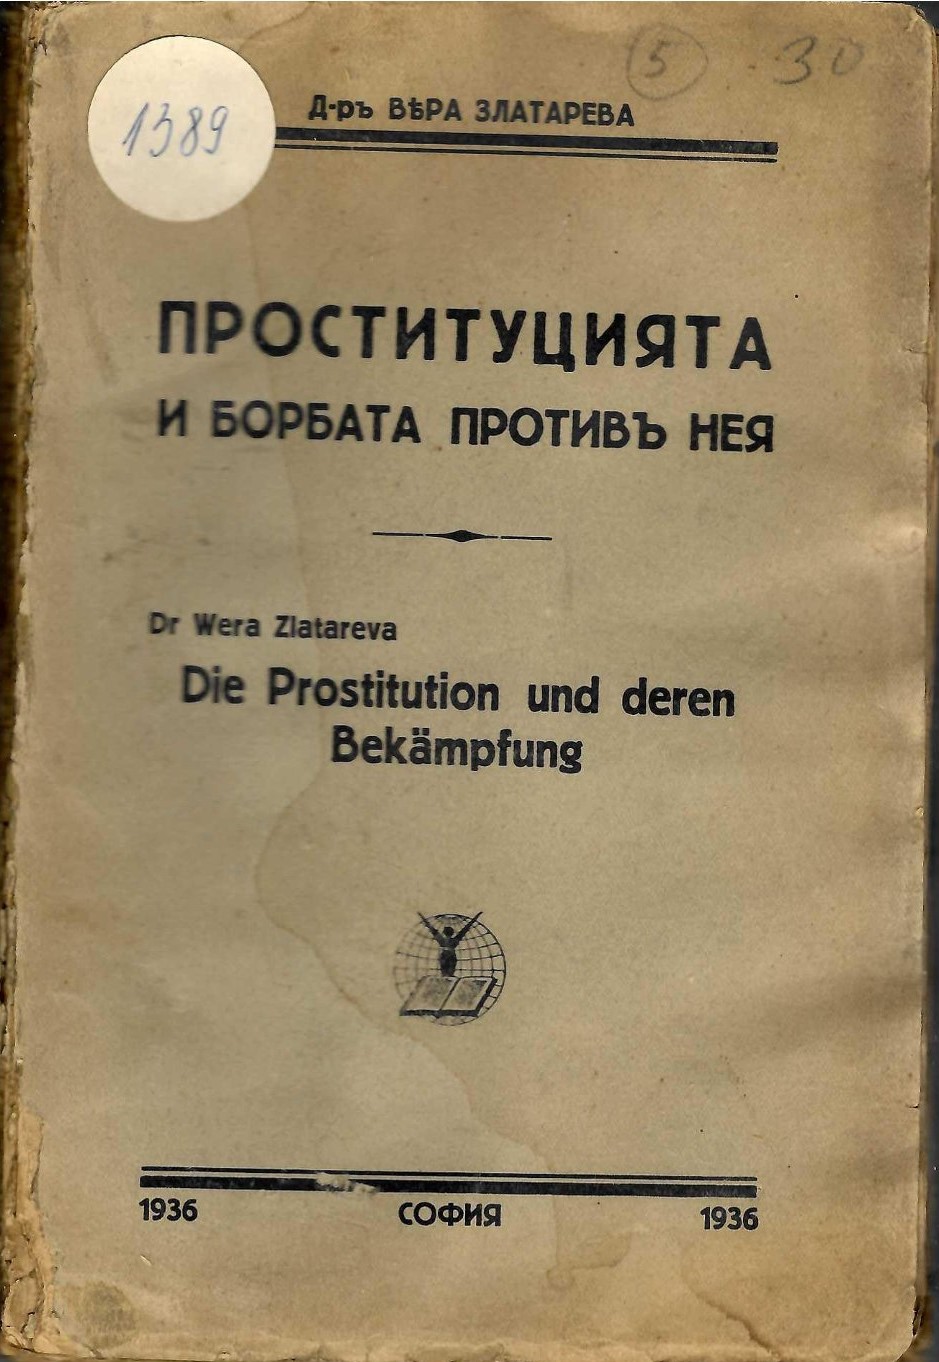 5 30
1389
Д-ръ ВѢРА ЗЛАТАРЕВА
ПРОСТИТУЦИЯТА
И БОРБАТА ПРОТИВЪ НЕЯ
Dr Wera Zlatareva
Die Prostitution und deren
Bekämpfung
1936 СОФИЯ 1936